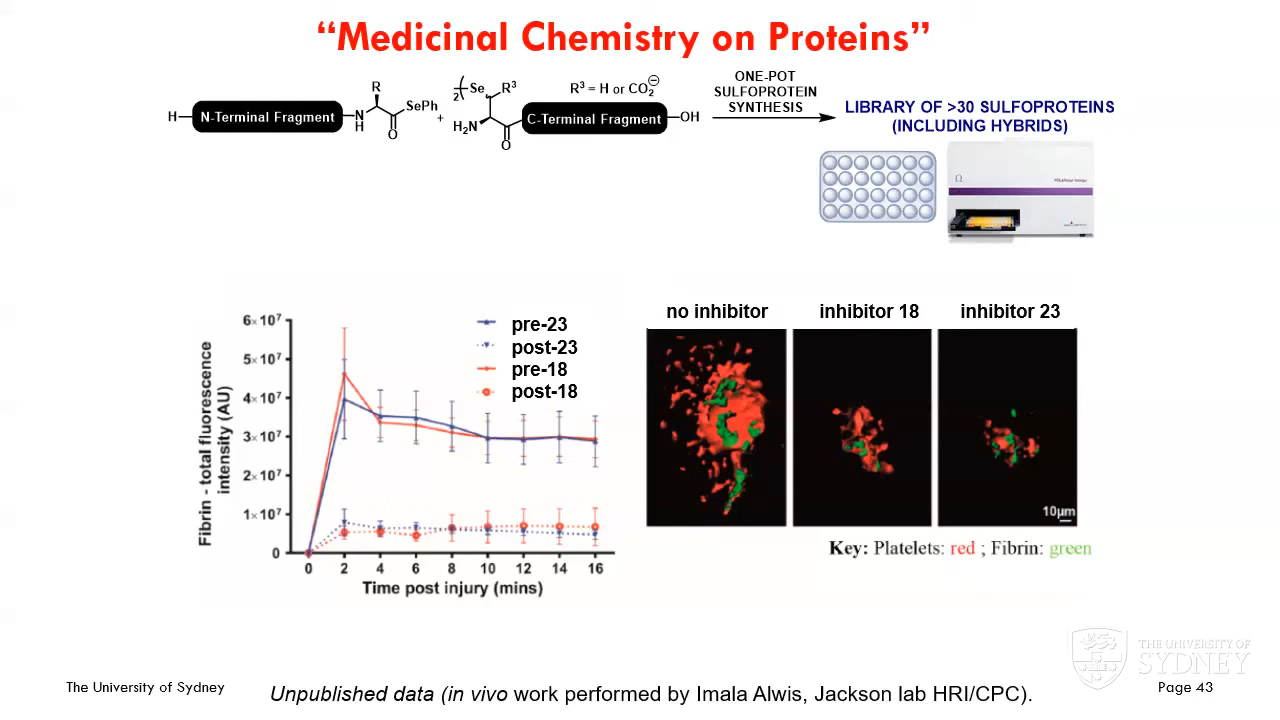 “Medicinal Chemistry on Proteins”
R
H
N-Terminal Fragment
N
H
O
SePh
+
2
Se
R3
R3 = H or CO2⊖
H2N
O
C-Terminal Fragment
OH
ONE-POT
SULFOPROTEIN
SYNTHESIS
LIBRARY OF >30 SULFOPROTEINS
(INCLUDING HYBRIDS)
Ω
Fibrin - total fluorescence
intensity (AU)
6×10⁷
5×10⁷
4×10⁷
3×10⁷
2×10⁷
1×10⁷
0
0 2 4 6 8 10 12 14 16
Time post injury (mins)
pre-23
post-23
pre-18
post-18
no inhibitor
inhibitor 18
inhibitor 23
10µm
Key: Platelets: red ; Fibrin: green
THE UNIVERSITY OF
SYDNEY
The University of Sydney
Unpublished data (in vivo work performed by Imala Alwis, Jackson lab HRI/CPC).
Page 43